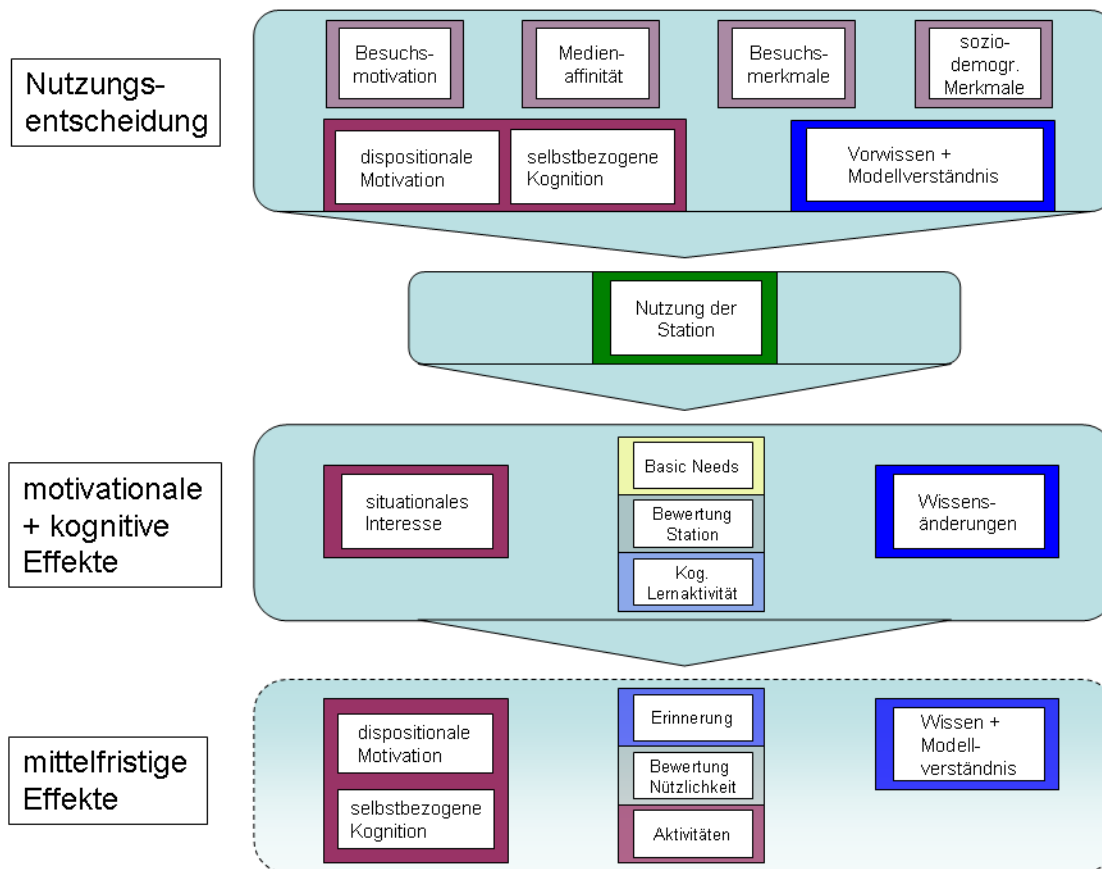 Nutzungs-
entscheidung
Besuchs-
motivation
Medien-
affinität
Besuchs-
merkmale
sozio-
demogr.
Merkmale
dispositionale
Motivation
selbstbezogene
Kognition
Vorwissen +
Modellverständnis
Nutzung der
Station
motivationale
+ kognitive
Effekte
situationales
Interesse
Basic Needs
Bewertung
Station
Kog.
Lernaktivität
Wissens-
änderungen
mittelfristige
Effekte
dispositionale
Motivation
selbstbezogene
Kognition
Erinnerung
Bewertung
Nützlichkeit
Aktivitäten
Wissen +
Modell-
verständnis